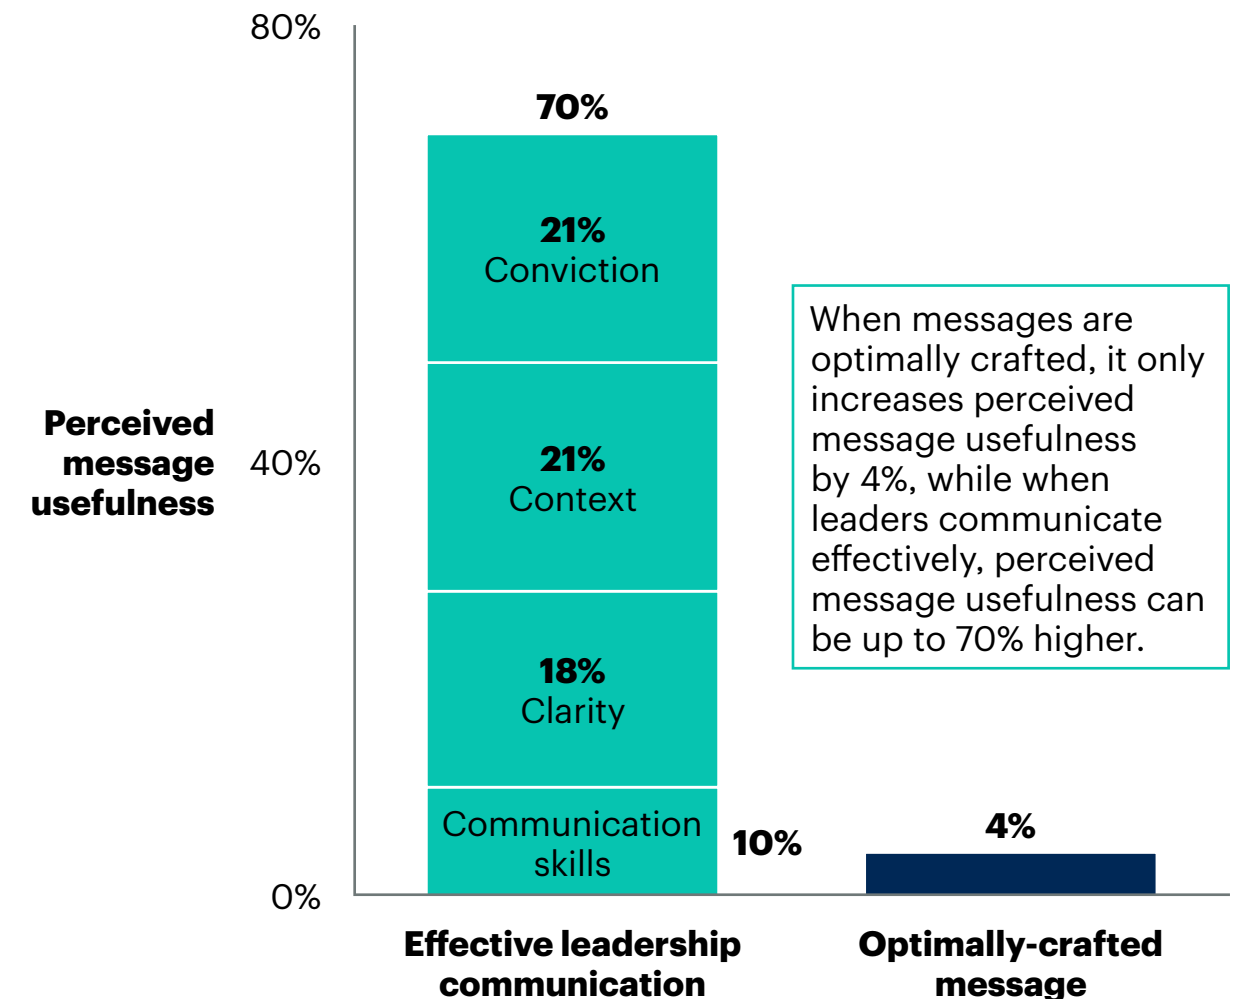 80%
70%
21%
Conviction
Perceived
message
usefulness
40%
21%
Context
When messages are
optimally crafted, it only
increases perceived
message usefulness
by 4%, while when
leaders communicate
effectively, perceived
message usefulness can
be up to 70% higher.
18%
Clarity
Communication
skills
10%
4%
0%
Effective leadership
communication
Optimally-crafted
message